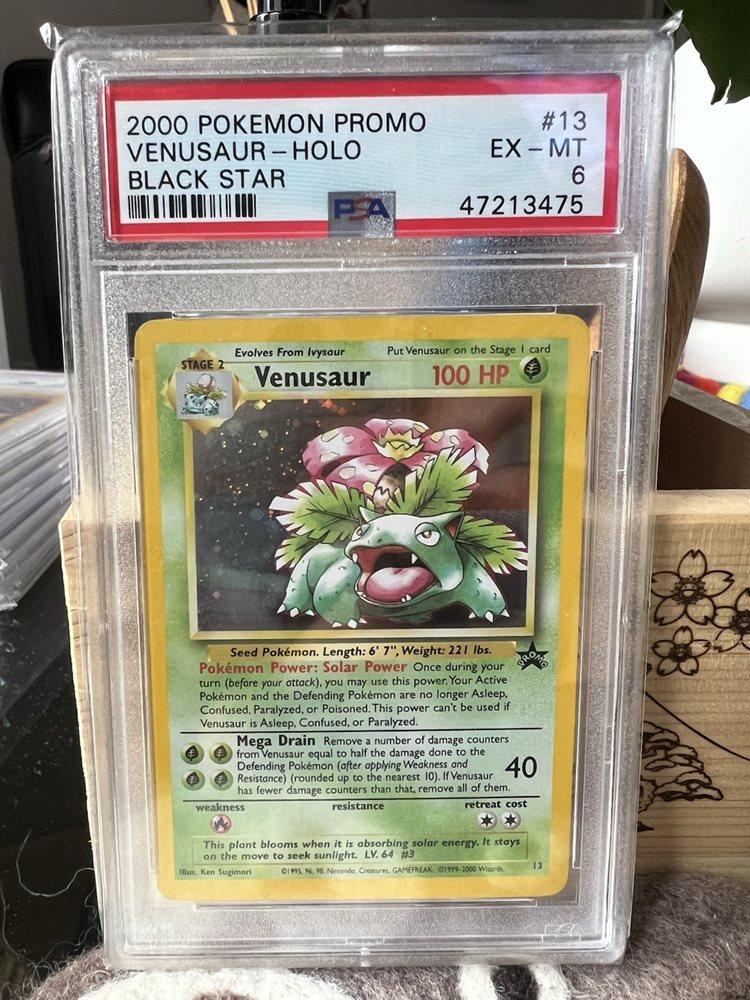 2000 POKEMON PROMO #13
VENUSAUR-HOLO EX-MT
BLACK STAR 6
PSA 47213475
Evolves From Ivysaur Put Venusaur on the Stage 1 card
STAGE 2 Venusaur 100 HP
Seed Pokémon. Length: 6' 7", Weight: 221 lbs.
PROMO
Pokémon Power: Solar Power Once during your
turn (before your attack), you may use this power. Your Active
Pokémon and the Defending Pokémon are no longer Asleep,
Confused, Paralyzed, or Poisoned. This power can't be used if
Venusaur is Asleep, Confused, or Paralyzed.
Mega Drain Remove a number of damage counters
from Venusaur equal to half the damage done to the
Defending Pokémon (after applying Weakness and
Resistance) (rounded up to the nearest 10). If Venusaur
has fewer damage counters than that, remove all of them.
40
weakness resistance retreat cost
This plant blooms when it is absorbing solar energy. It stays
on the move to seek sunlight. LV. 64 #3
Illus. Ken Sugimori ©1995, 96, 98, Nintendo, Creatures, GAMEFREAK. ©1999-2000 Wizards. 13
PSA